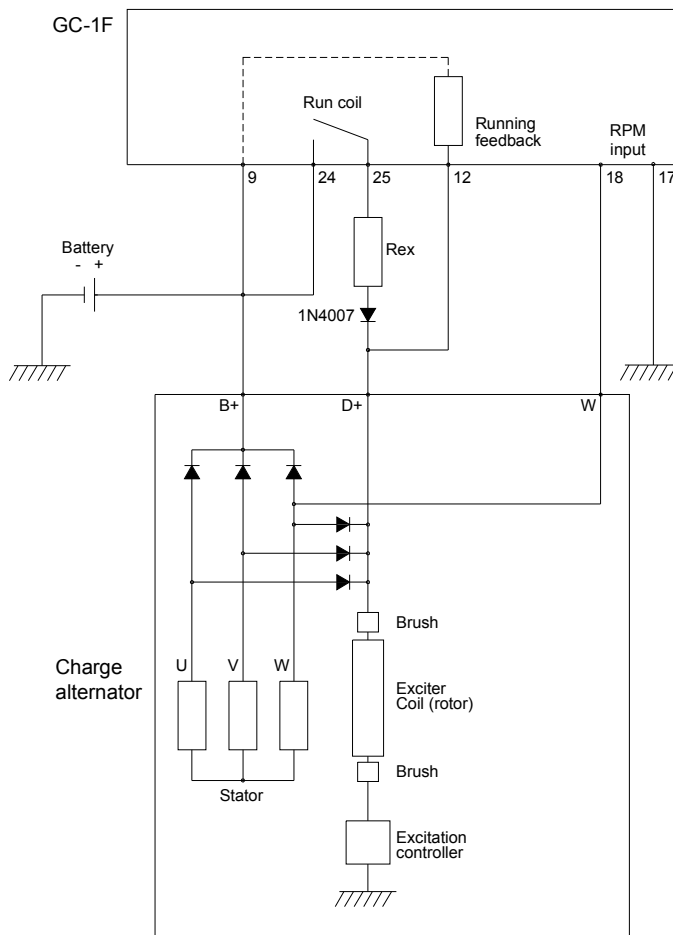 GC-1F
Run coil
Running
feedback
RPM
input
9
24
25
12
18
17
Battery
- +
Rex
1N4007
B+
D+
W
U
V
W
Brush
Charge
alternator
Exciter
Coil (rotor)
Brush
Stator
Excitation
controller